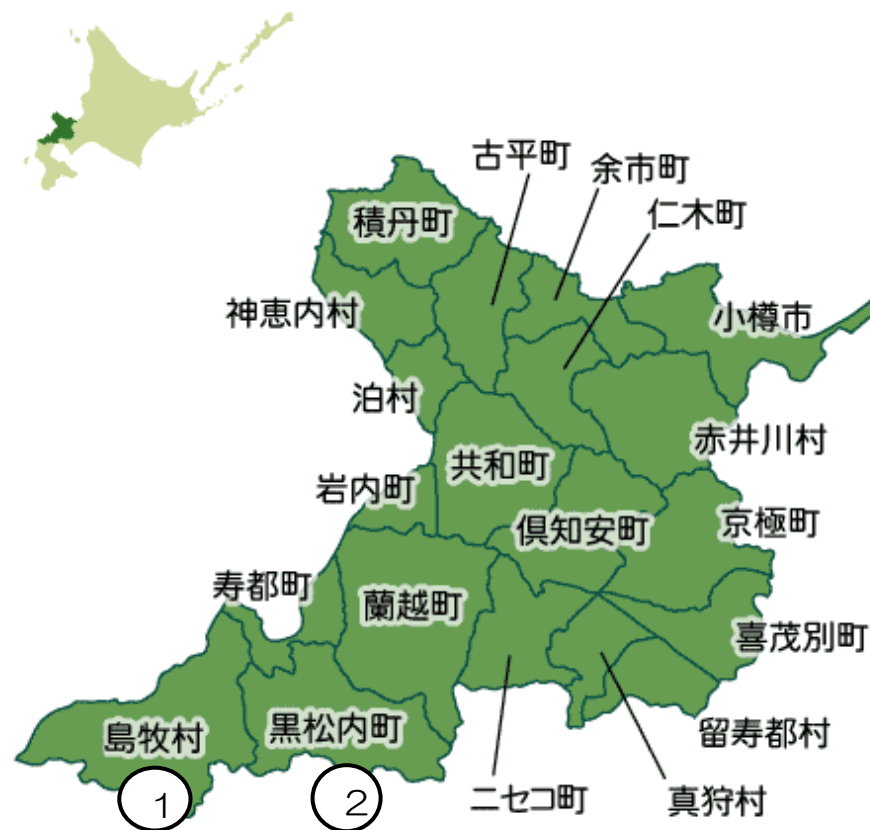 古平町
余市町
仁木町
積丹町
神恵内村
小樽市
泊村
赤井川村
共和町
岩内町
京極町
倶知安町
寿都町
蘭越町
喜茂別町
島牧村
黒松内町
留寿都村
ニセコ町
真狩村
1
2